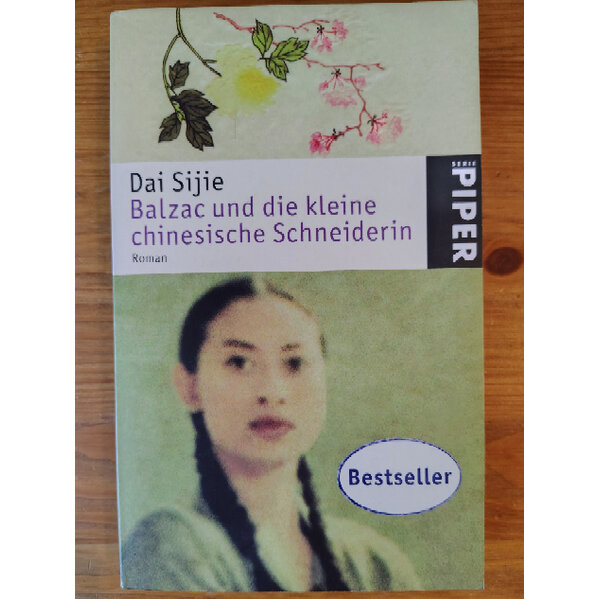 Dai Sijie
Balzac und die kleine
chinesische Schneiderin
Roman
SERIE
PIPER
Bestseller